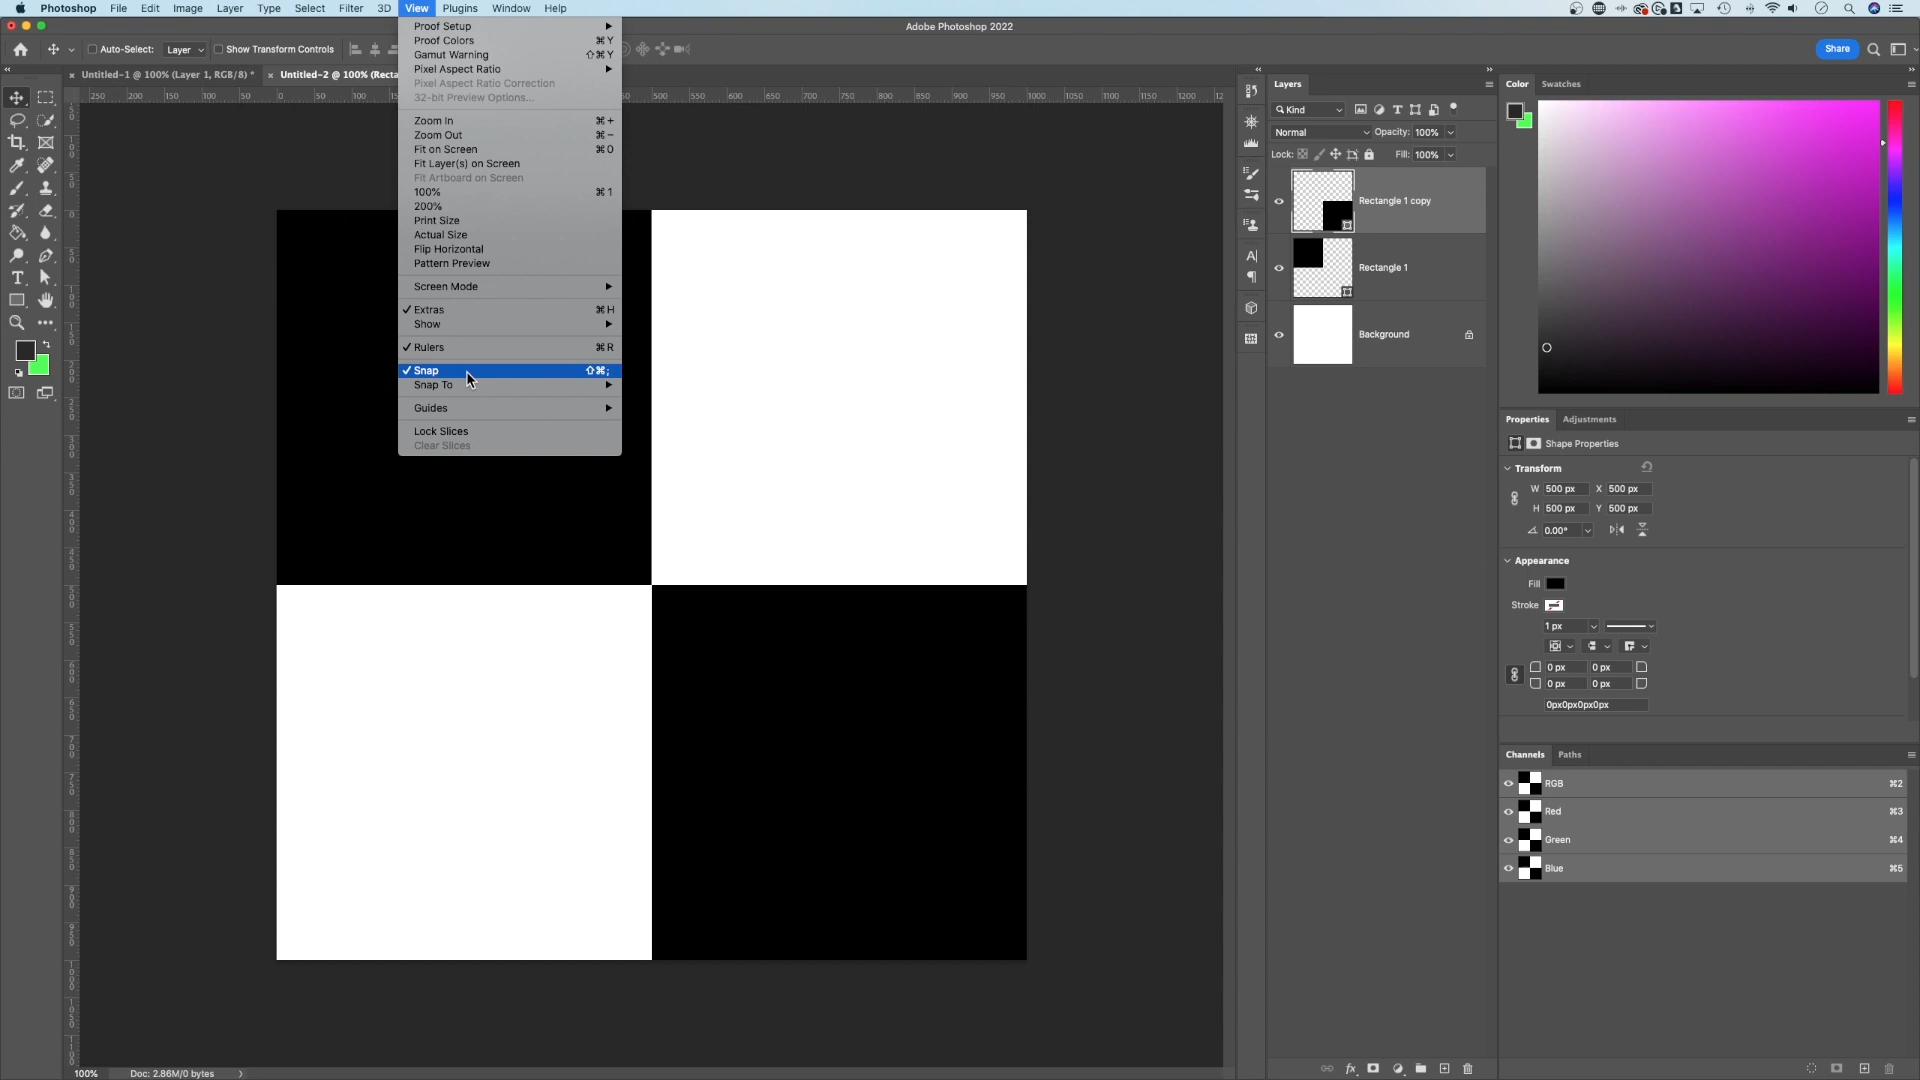 Photoshop File Edit Image Layer Type Select Filter 3D View Plugins Window Help
Adobe Photoshop 2022
Auto-Select: Layer Show Transform Controls
Share
Untitled-1 @ 100% (Layer 1, RGB/8) *
Untitled-2 @ 100% (Recta
250 200 150 100 50 0 50 100 500 550 600 650 700 750 800 850 900 950 1000 1050 1100 1150 1200
Proof Setup
Proof Colors ⌘Y
Gamut Warning ⇧⌘Y
Pixel Aspect Ratio
Pixel Aspect Ratio Correction
32-bit Preview Options...
Zoom In ⌘+
Zoom Out ⌘−
Fit on Screen ⌘0
Fit Layer(s) on Screen
Fit Artboard on Screen
100% ⌘1
200%
Print Size
Actual Size
Flip Horizontal
Pattern Preview
Screen Mode
Extras ⌘H
Show
Rulers ⌘R
Snap ⇧⌘;
Snap To
Guides
Lock Slices
Clear Slices
Layers
Kind
Normal Opacity: 100%
Lock: Fill: 100%
Rectangle 1 copy
Rectangle 1
Background
Color Swatches
Properties Adjustments
Shape Properties
Transform
W 500 px X 500 px
H 500 px Y 500 px
0.00°
Appearance
Fill
Stroke
1 px
0 px 0 px
0 px 0 px
0px0px0px0px
Channels Paths
RGB ⌘2
Red ⌘3
Green ⌘4
Blue ⌘5
100% Doc: 2.86M/0 bytes